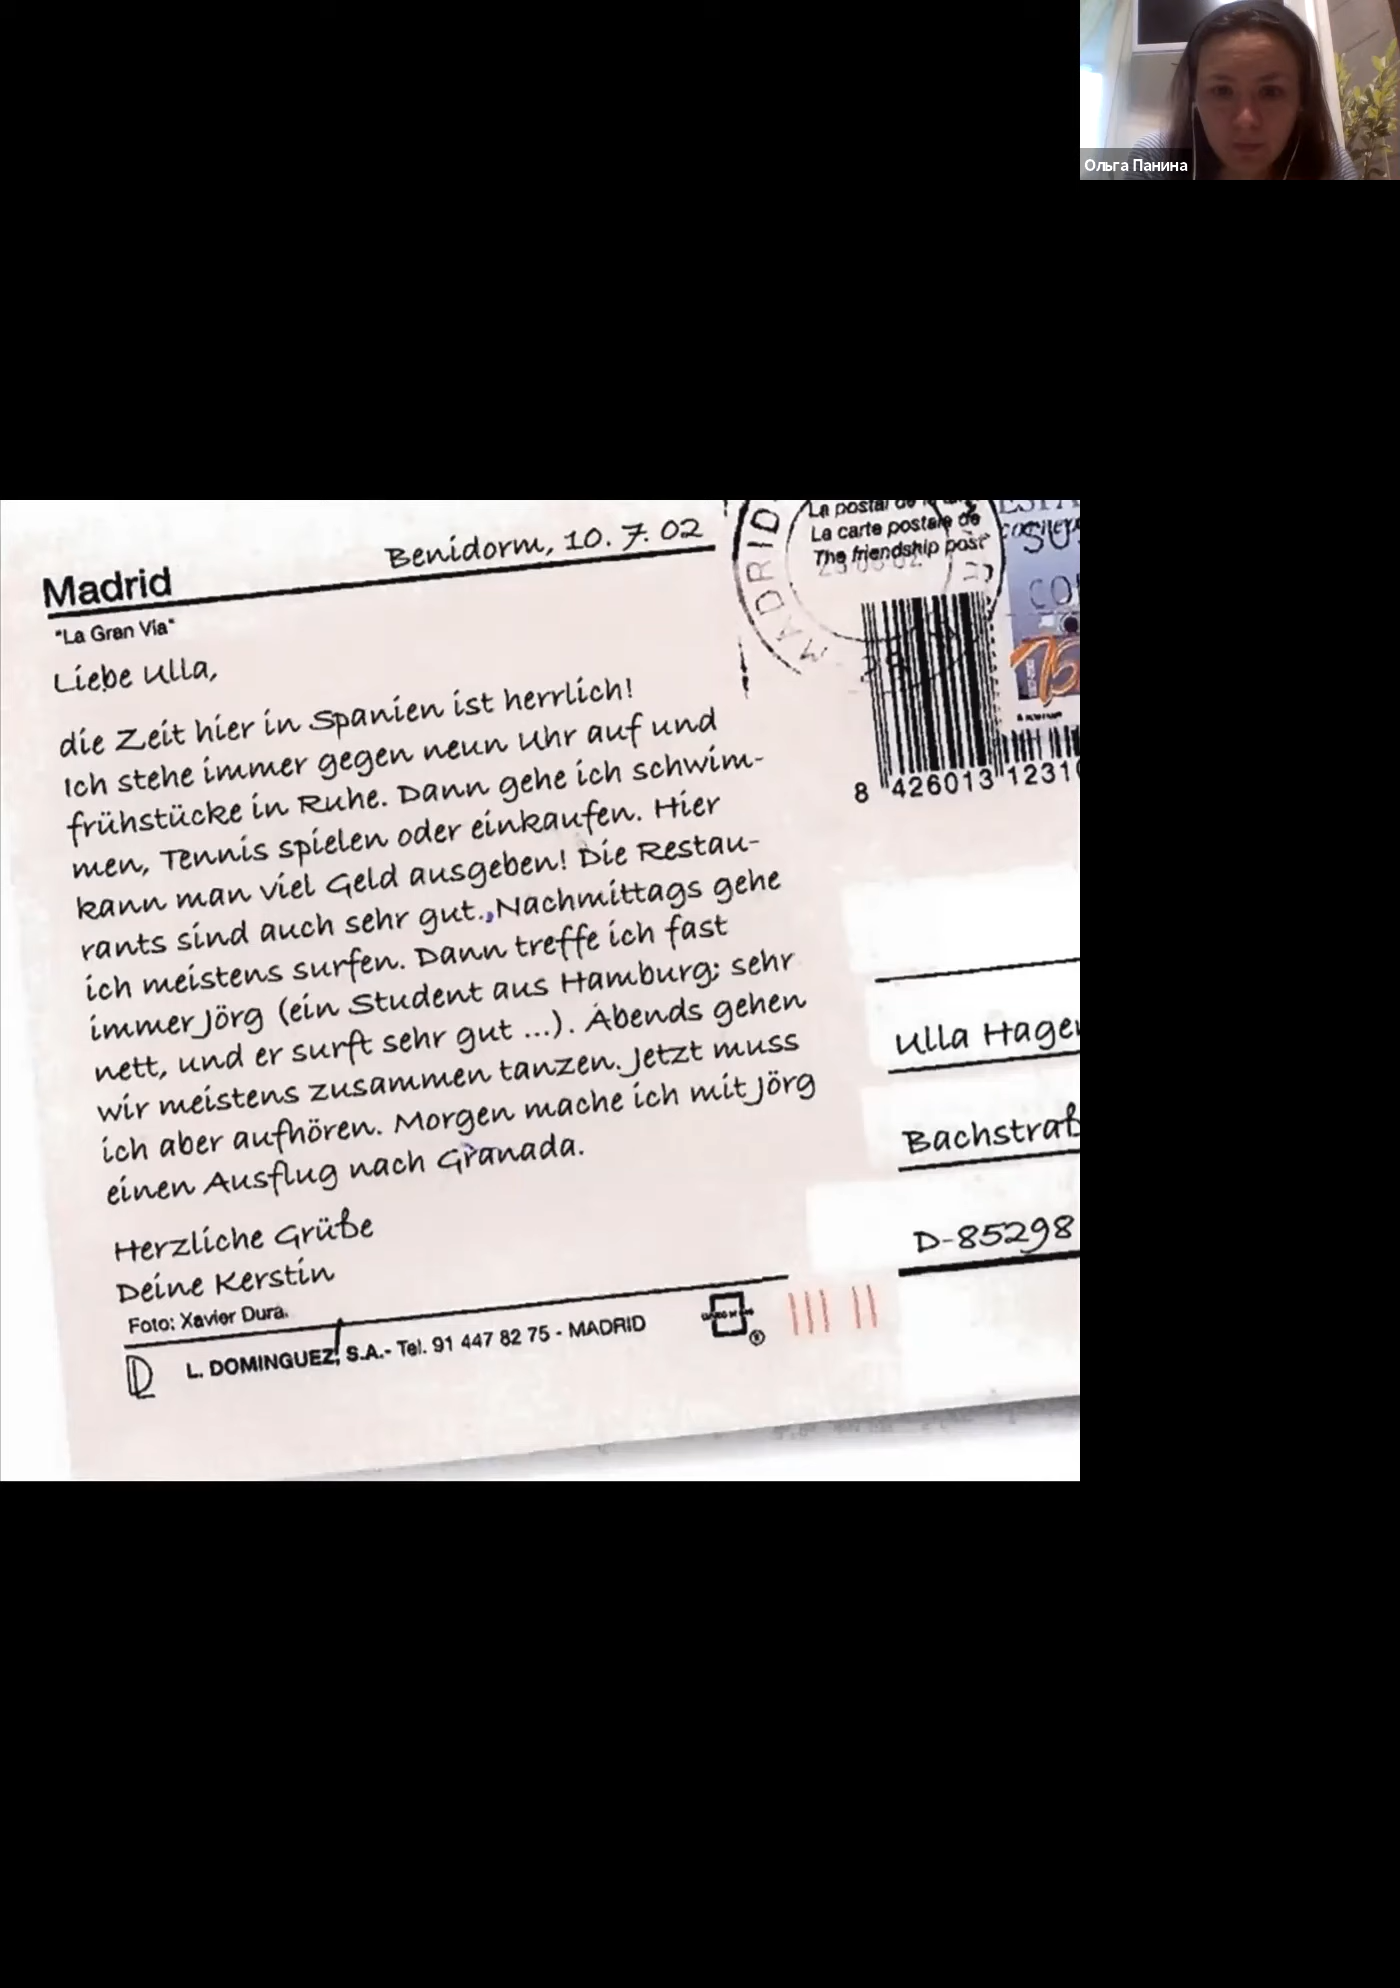 Ольга Панина
Benidorm, 10. 7. 02
Madrid
"La Gran Via"
Liebe Ulla,
die Zeit hier in Spanien ist herrlich!
Ich stehe immer gegen neun Uhr auf und
frühstücke in Ruhe. Dann gehe ich schwim-
men, Tennis spielen oder einkaufen. Hier
kann man viel Geld ausgeben! Die Restau-
rants sind auch sehr gut. Nachmittags gehe
ich meistens surfen. Dann treffe ich fast
immer Jörg (ein Student aus Hamburg; sehr
nett, und er surft sehr gut ...). Abends gehen
wir meistens zusammen tanzen. Jetzt muss
ich aber aufhören. Morgen mache ich mit Jörg
einen Ausflug nach Granada.
Herzliche Grüße
Deine Kerstin
Foto: Xavier Dura.
L. DOMINGUEZ, S.A.- Tel. 91 447 82 75 - MADRID
®
MADRID
La postal de
La carte postale de
The friendship post
8 426013 1231
Ulla Hage
Bachstraß
D-85298